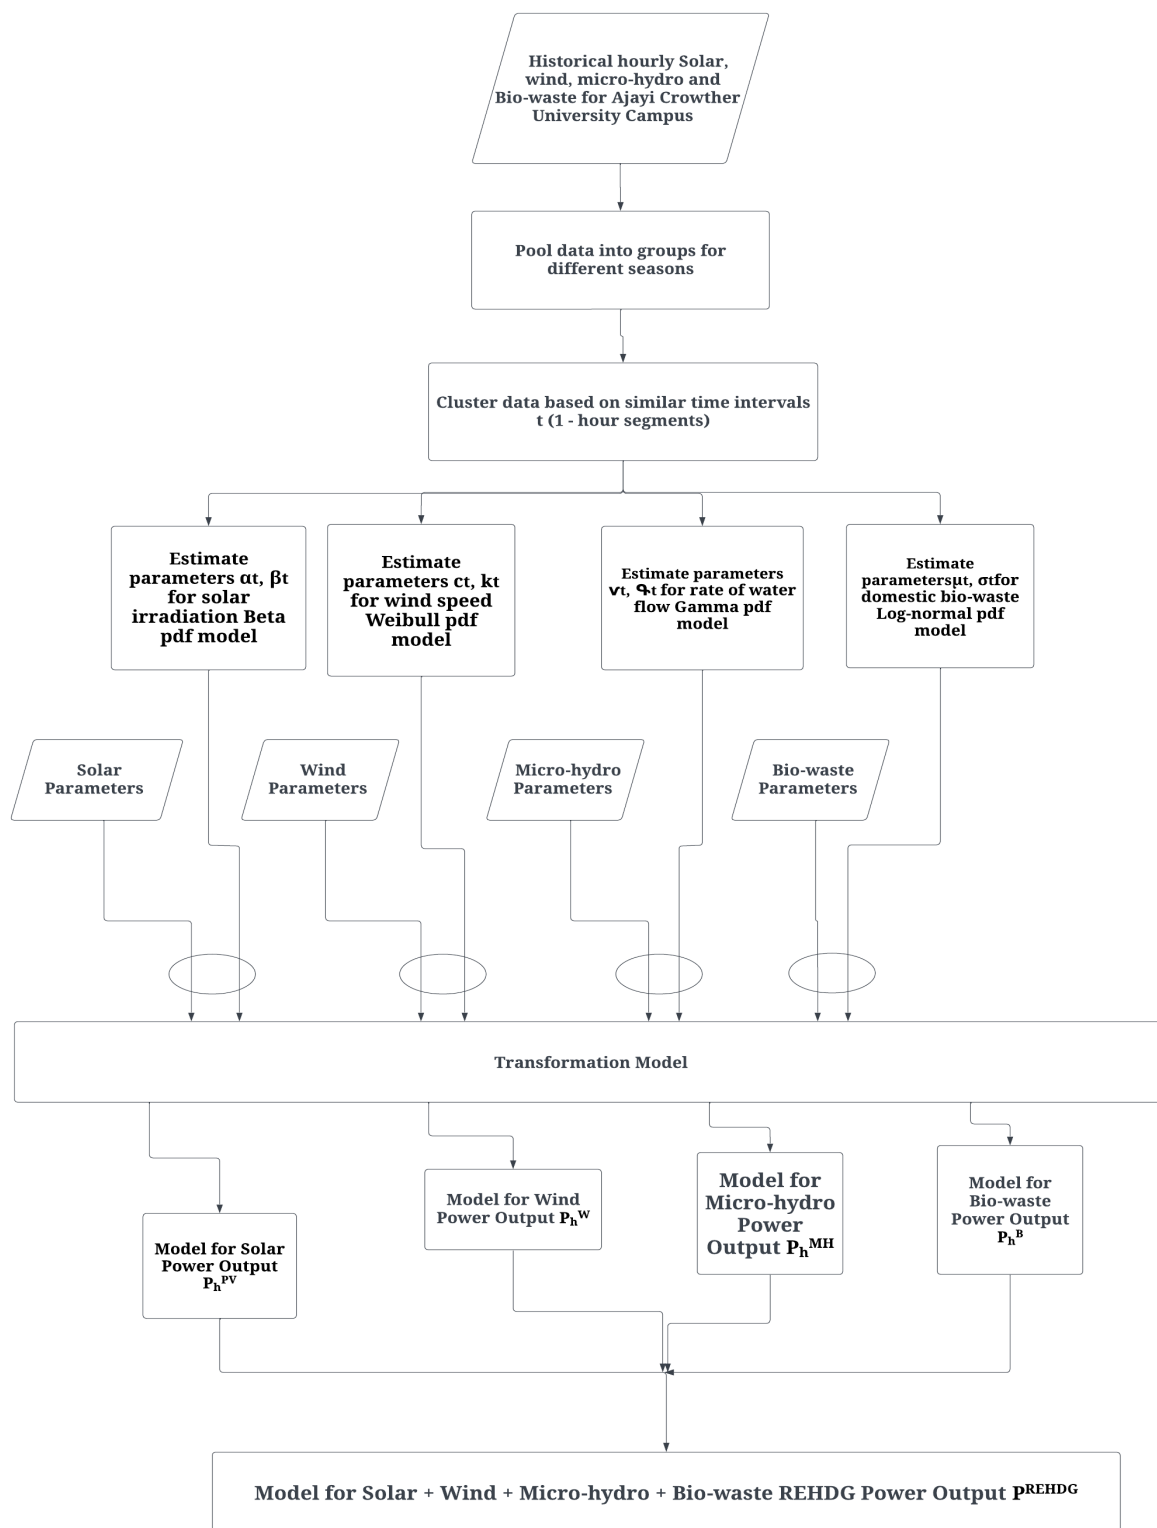 Historical hourly Solar,
wind, micro-hydro and
Bio-waste for Ajayi Crowther
University Campus
Pool data into groups for
different seasons
Cluster data based on similar time intervals
t (1 - hour segments)
Estimate
parameters αt, βt
for solar
irradiation Beta
pdf model
Estimate
parameters ct, kt
for wind speed
Weibull pdf
model
Estimate parameters
for rate of water
flow Gamma pdf
model
Estimate
parametersμt, σtfor
domestic bio-waste
Log-normal pdf
model
Solar
Parameters
Wind
Parameters
Micro-hydro
Parameters
Bio-waste
Parameters
Transformation Model
Model for Solar
Power Output
Pₕᴾⱽ
Model for Wind
Power Output Pₕᵂ
Model for
Micro-hydro
Power
Output Pₕᴹᴴ
Model for
Bio-waste
Power Output
Pₕᴮ
Model for Solar + Wind + Micro-hydro + Bio-waste REHDG Power Output Pᴿᴱᴴᴰᴳ